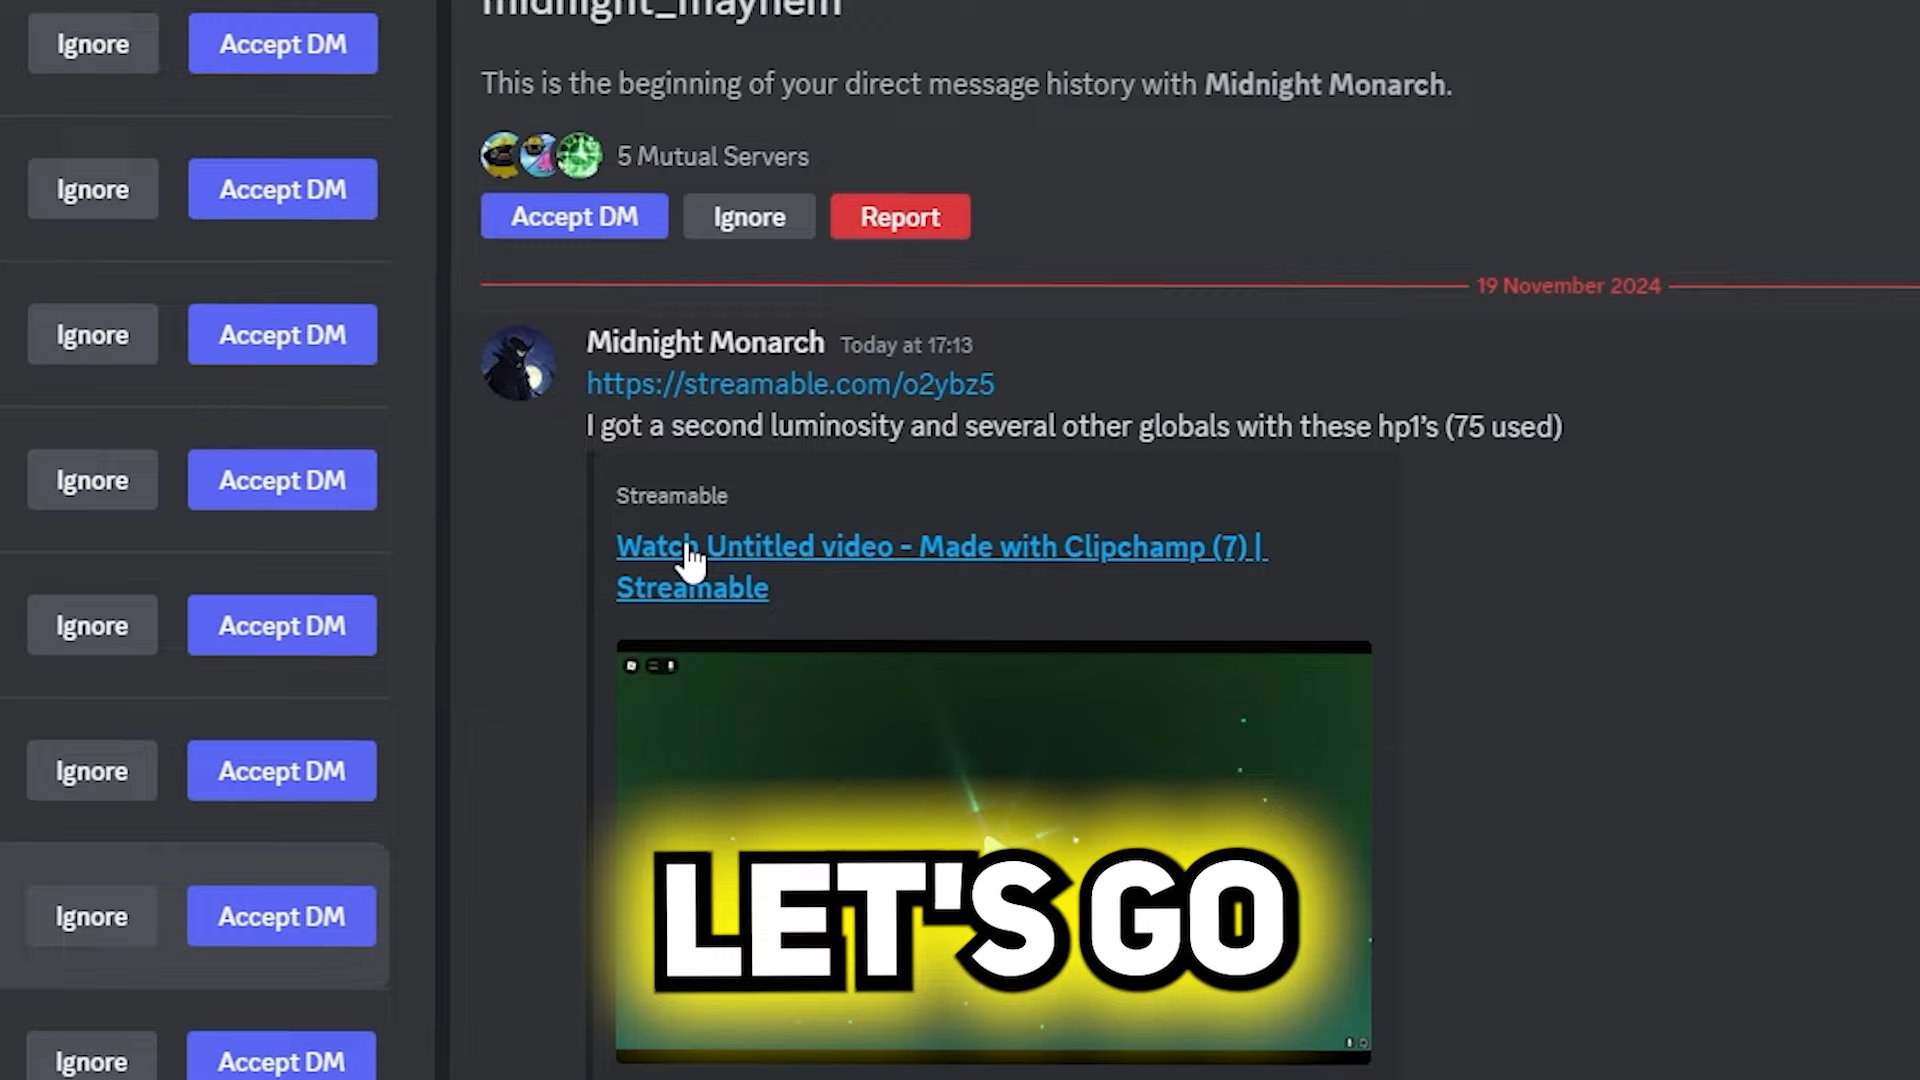 Ignore Accept DM
Ignore Accept DM
Ignore Accept DM
Ignore Accept DM
Ignore Accept DM
Ignore Accept DM
Ignore Accept DM
Ignore Accept DM
midnight_mayhem
This is the beginning of your direct message history with Midnight Monarch.
5 Mutual Servers
Accept DM Ignore Report
19 November 2024
Midnight Monarch Today at 17:13
https://streamable.com/o2ybz5
I got a second luminosity and several other globals with these hp1’s (75 used)
Streamable
Watch Untitled video - Made with Clipchamp (7) |
Streamable
LET'S GO